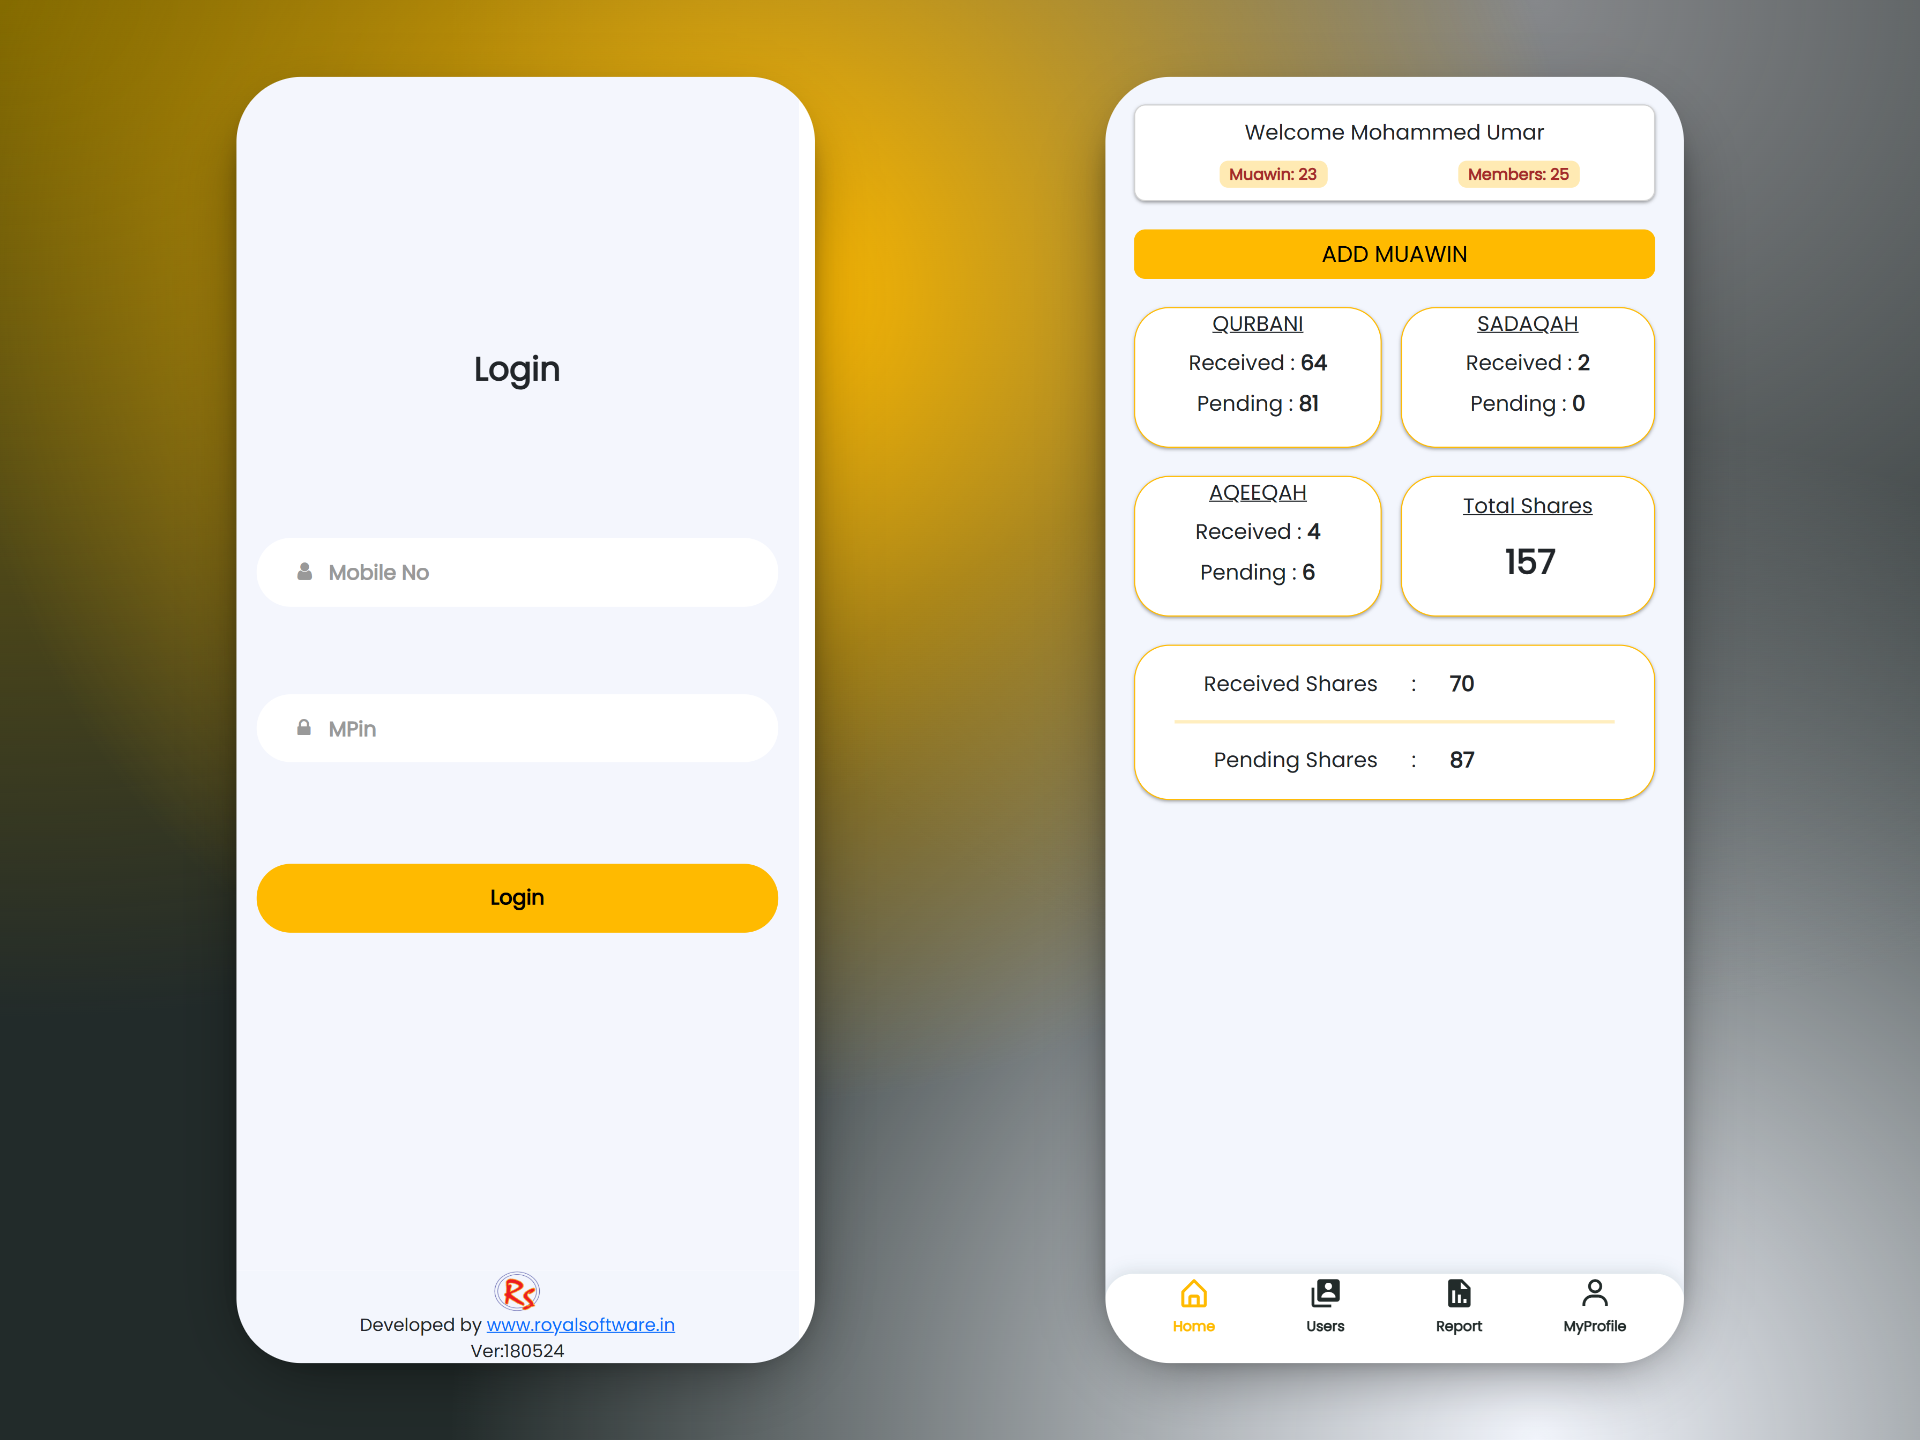 Login
Mobile No
MPin
Login
Rs
Developed by www.royalsoftware.in
Ver:180524
Welcome Mohammed Umar
Muawin: 23
Members: 25
ADD MUAWIN
QURBANI
Received : 64
Pending : 81
SADAQAH
Received : 2
Pending : 0
AQEEQAH
Received : 4
Pending : 6
Total Shares
157
Received Shares : 70
Pending Shares : 87
Home
Users
Report
MyProfile